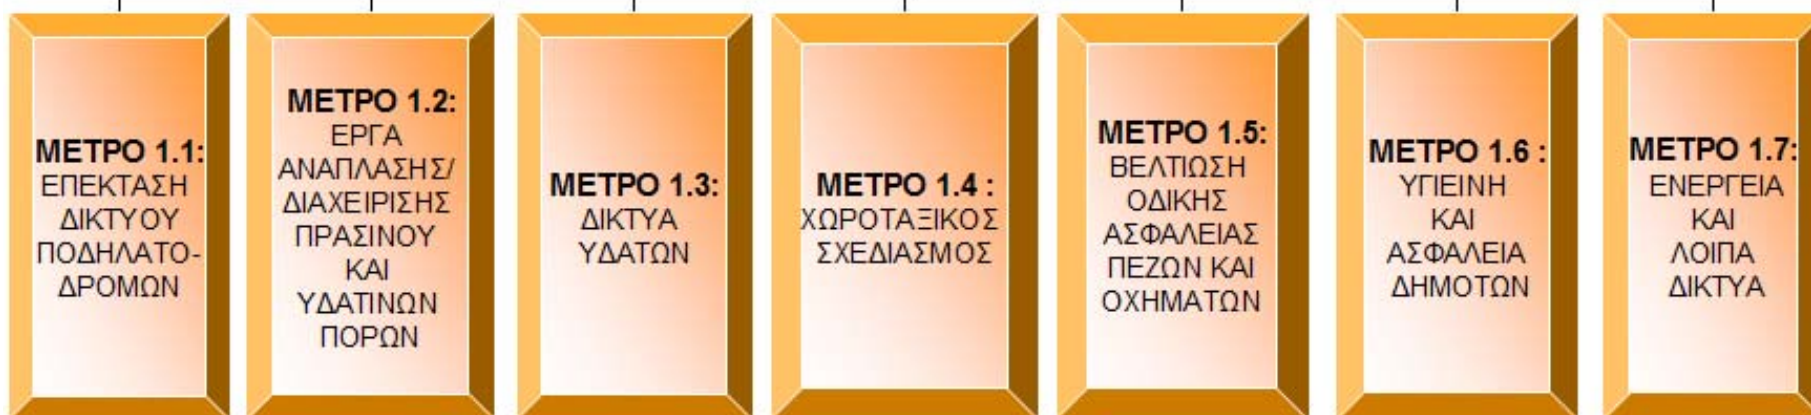 ΜΕΤΡΟ 1.1:
ΕΠΕΚΤΑΣΗ
ΔΙΚΤΥΟΥ
ΠΟΔΗΛΑΤΟ-
ΔΡΟΜΩΝ
ΜΕΤΡΟ 1.2:
ΕΡΓΑ
ΑΝΑΠΛΑΣΗΣ/
ΔΙΑΧΕΙΡΙΣΗΣ
ΠΡΑΣΙΝΟΥ
ΚΑΙ
ΥΔΑΤΙΝΩΝ
ΠΟΡΩΝ
ΜΕΤΡΟ 1.3:
ΔΙΚΤΥΑ
ΥΔΑΤΩΝ
ΜΕΤΡΟ 1.4 :
ΧΩΡΟΤΑΞΙΚΟΣ
ΣΧΕΔΙΑΣΜΟΣ
ΜΕΤΡΟ 1.5:
ΒΕΛΤΙΩΣΗ
ΟΔΙΚΗΣ
ΑΣΦΑΛΕΙΑΣ
ΠΕΖΩΝ ΚΑΙ
ΟΧΗΜΑΤΩΝ
ΜΕΤΡΟ 1.6 :
ΥΓΙΕΙΝΗ
ΚΑΙ
ΑΣΦΑΛΕΙΑ
ΔΗΜΟΤΩΝ
ΜΕΤΡΟ 1.7:
ΕΝΕΡΓΕΙΑ
ΚΑΙ
ΛΟΙΠΑ
ΔΙΚΤΥΑ